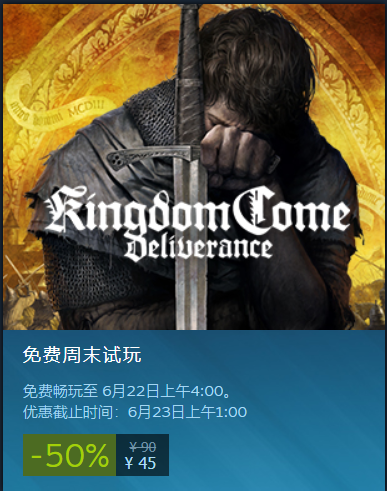 Kingdom Come
Deliverance
免费周末试玩
免费畅玩至 6月22日上午4:00。
优惠截止时间：6月23日上午1:00
-50%
¥ 90
¥ 45